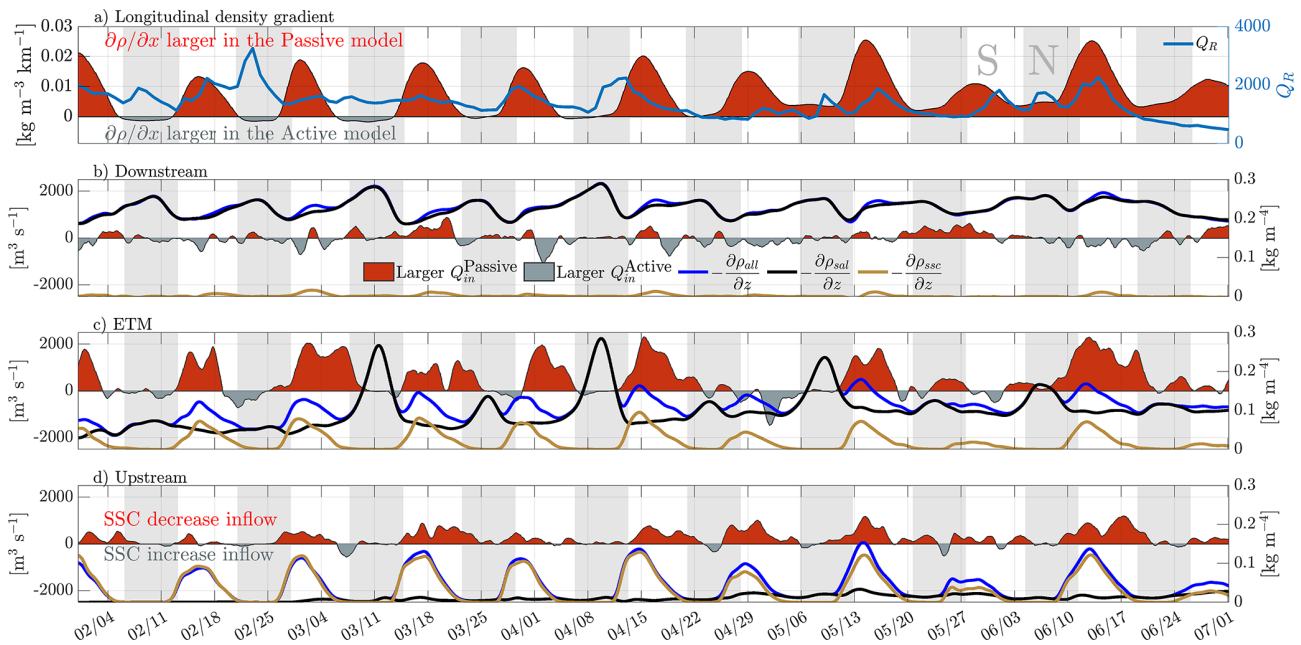 a) Longitudinal density gradient
0.03
0.02
0.01
0
[kg m⁻³ km⁻¹]
∂ρ/∂x larger in the Passive model
∂ρ/∂x larger in the Active model
S N
Q_R
4000
2000
0
Q_R
b) Downstream
2000
0
-2000
[m³ s⁻¹]
Larger Q_in^Passive Larger Q_in^Active -∂ρ_all/∂z -∂ρ_sal/∂z -∂ρ_ssc/∂z
0.3
0.2
0.1
0
[kg m⁻⁴]
c) ETM
2000
0
-2000
[m³ s⁻¹]
0.3
0.2
0.1
0
[kg m⁻⁴]
d) Upstream
2000
0
-2000
[m³ s⁻¹]
SSC decrease inflow
SSC increase inflow
0.3
0.2
0.1
0
[kg m⁻⁴]
02/04 02/11 02/18 02/25 03/04 03/11 03/18 03/25 04/01 04/08 04/15 04/22 04/29 05/06 05/13 05/20 05/27 06/03 06/10 06/17 06/24 07/01